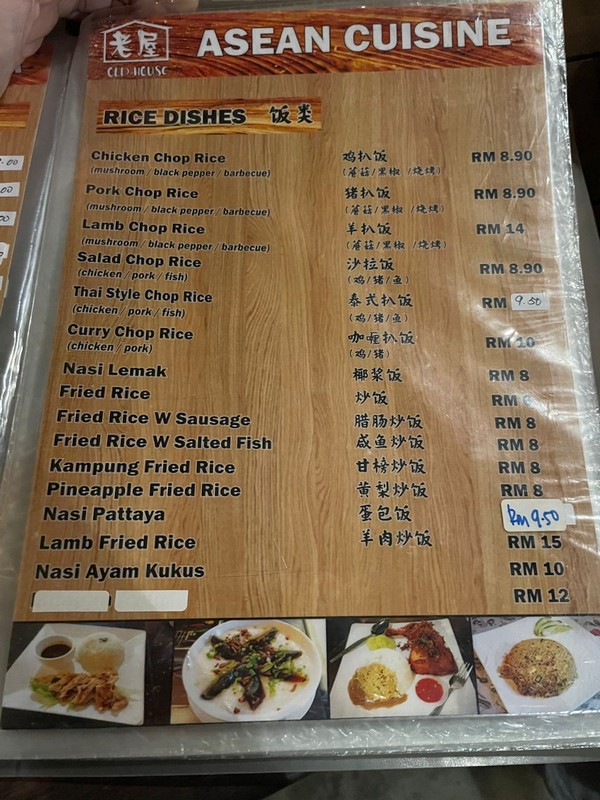 老屋
OLD HOUSE
ASEAN CUISINE
RICE DISHES 饭类
Chicken Chop Rice 鸡扒饭 RM 8.90
(mushroom / black pepper / barbecue) (蘑菇/黑椒 /烧烤)
Pork Chop Rice 猪扒饭 RM 8.90
(mushroom / black pepper / barbecue) (蘑菇/黑椒 /烧烤)
Lamb Chop Rice 羊扒饭 RM 14
(mushroom / black pepper / barbecue) (蘑菇/黑椒 /烧烤)
Salad Chop Rice 沙拉饭 RM 8.90
(chicken / pork / fish) (鸡/猪/鱼)
Thai Style Chop Rice 泰式扒饭 RM 9.50
(chicken / pork / fish) (鸡/猪/鱼)
Curry Chop Rice 咖喱扒饭 RM 10
(chicken / pork) (鸡/猪)
Nasi Lemak 椰浆饭 RM 8
Fried Rice 炒饭 RM
Fried Rice W Sausage 腊肠炒饭 RM 8
Fried Rice W Salted Fish 咸鱼炒饭 RM 8
Kampung Fried Rice 甘榜炒饭 RM 8
Pineapple Fried Rice 黄梨炒饭 RM 8
Nasi Pattaya 蛋包饭 RM 9.50
Lamb Fried Rice 羊肉炒饭 RM 15
Nasi Ayam Kukus RM 10
RM 12